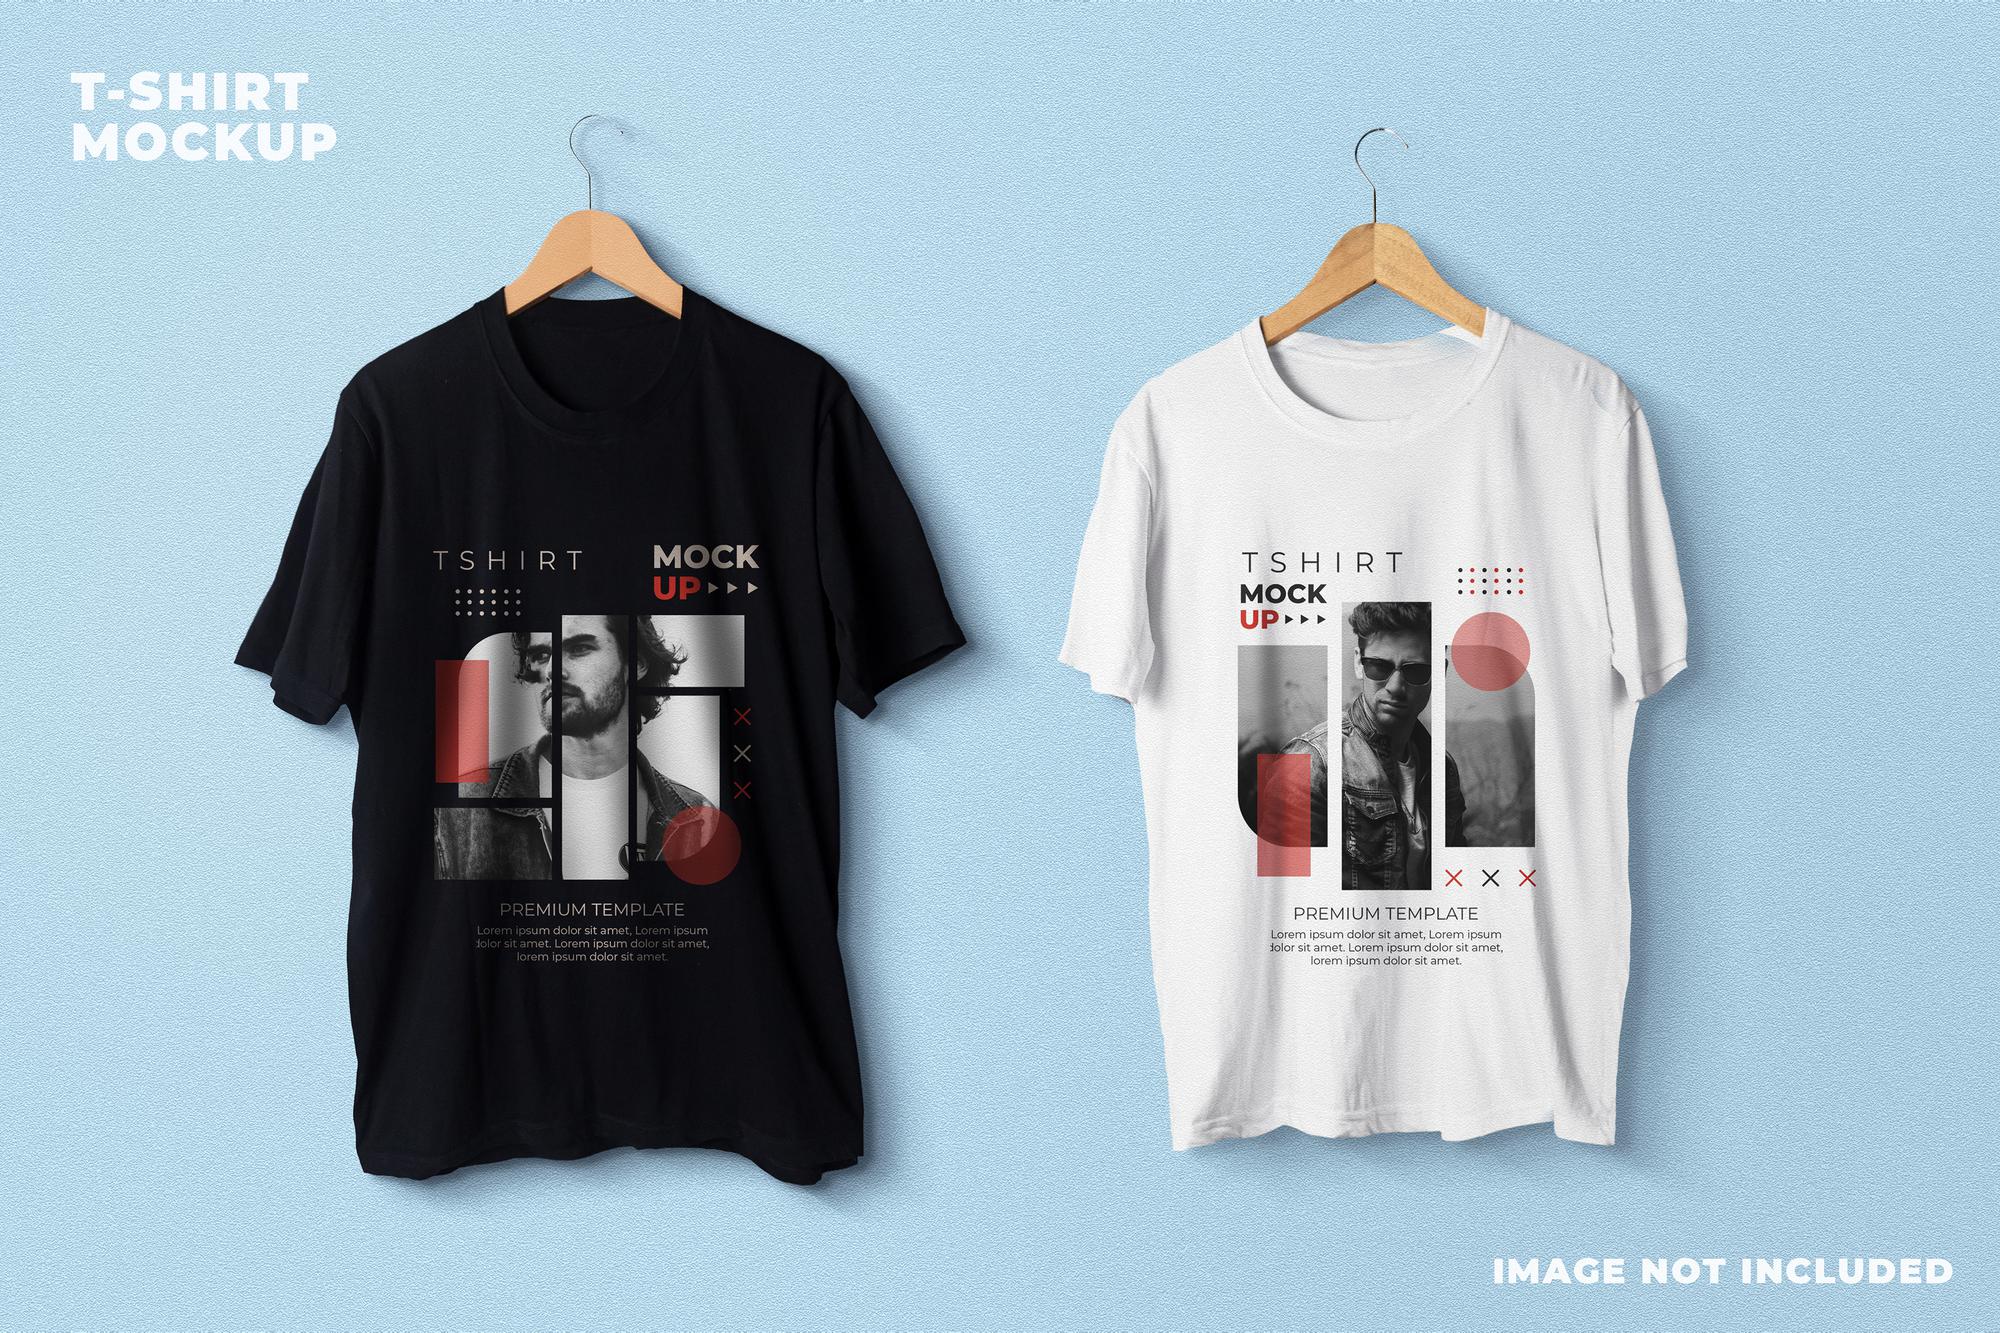 T-SHIRT
MOCKUP
TSHIRT
MOCK
UP
PREMIUM TEMPLATE
Lorem ipsum dolor sit amet, Lorem ipsum
dolor sit amet. Lorem ipsum dolor sit amet,
lorem ipsum dolor sit amet.
TSHIRT
MOCK
UP
PREMIUM TEMPLATE
Lorem ipsum dolor sit amet, Lorem ipsum
dolor sit amet. Lorem ipsum dolor sit amet,
lorem ipsum dolor sit amet.
IMAGE NOT INCLUDED